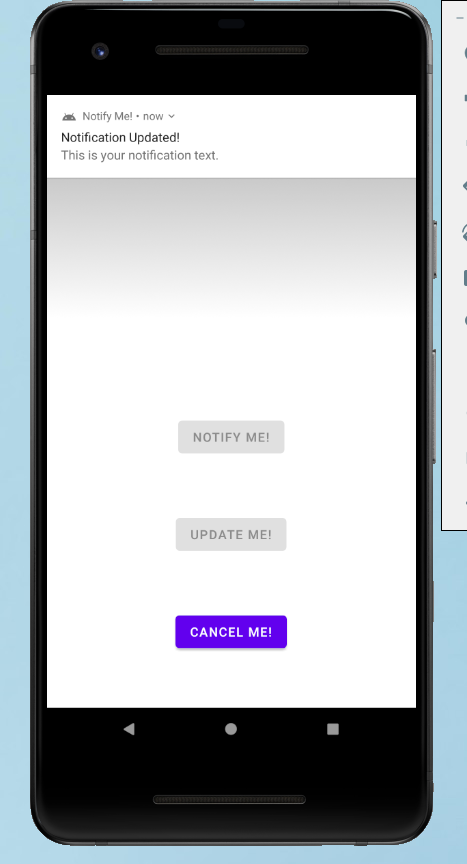 Notify Me! • now
Notification Updated!
This is your notification text.
NOTIFY ME!
UPDATE ME!
CANCEL ME!